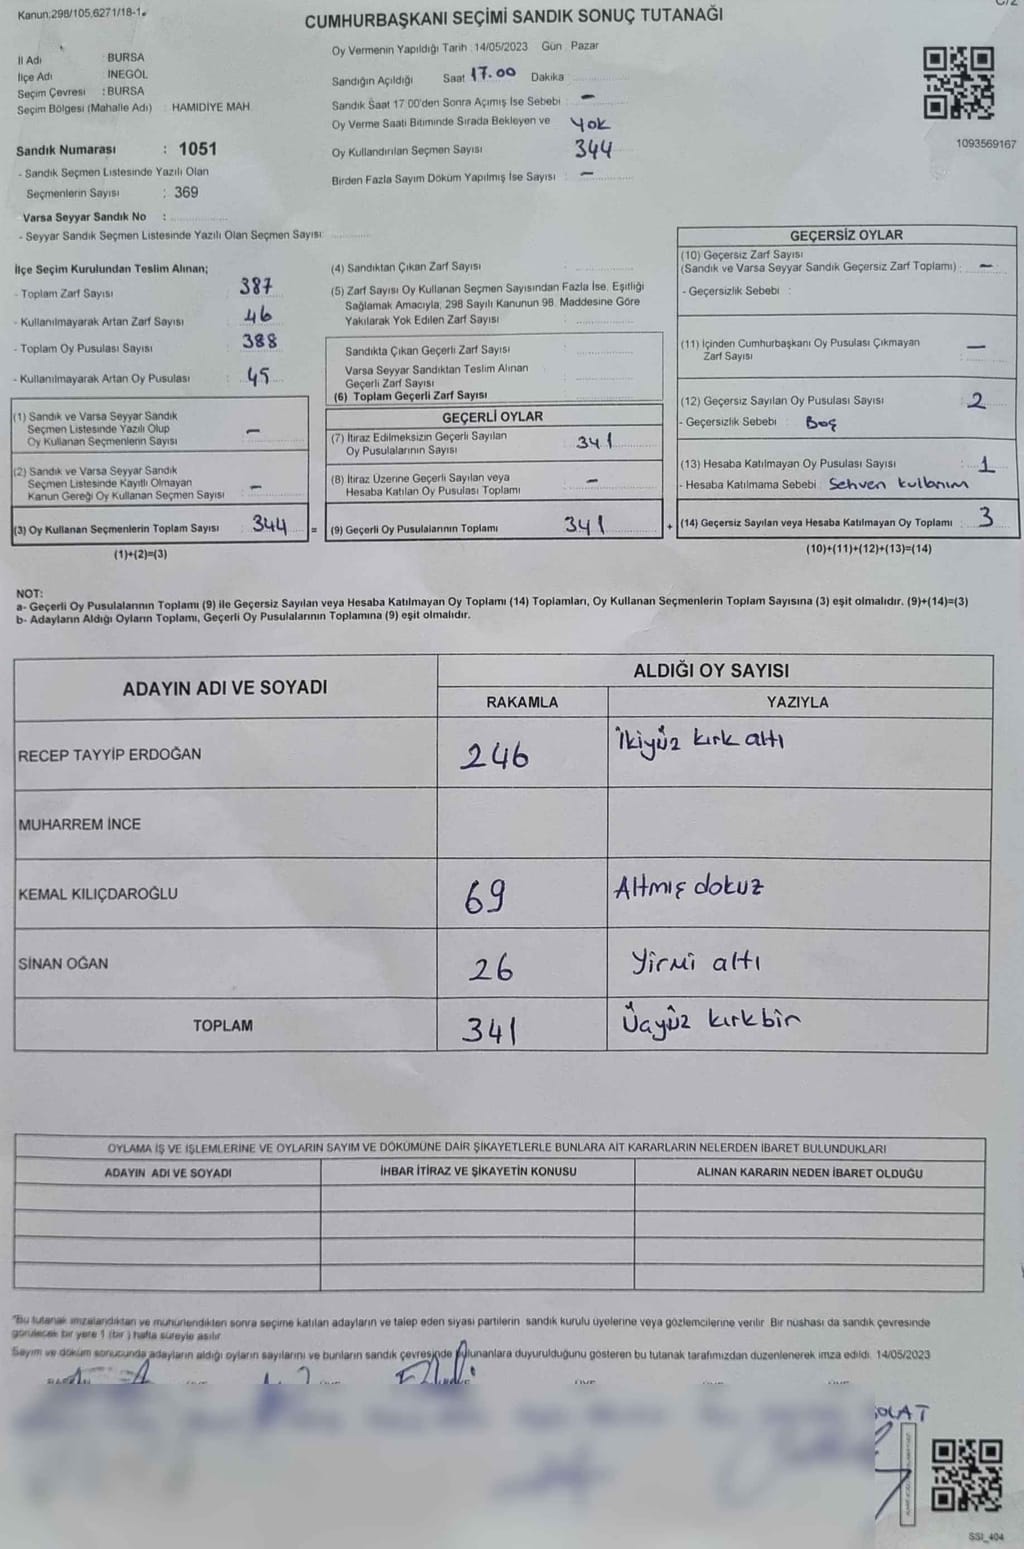 Kanun;298/105,6271/18-1.
CUMHURBAŞKANI SEÇİMİ SANDIK SONUÇ TUTANAĞI
C/2
İl Adı : BURSA
İlçe Adı : İNEGÖL
Seçim Çevresi : BURSA
Seçim Bölgesi (Mahalle Adı) : HAMİDİYE MAH.
Sandık Numarası : 1051
- Sandık Seçmen Listesinde Yazılı Olan
Seçmenlerin Sayısı : 369
Varsa Seyyar Sandık No :
- Seyyar Sandık Seçmen Listesinde Yazılı Olan Seçmen Sayısı:
Oy Vermenin Yapıldığı Tarih :14/05/2023 Gün Pazar
Sandığın Açıldığı Saat 17.00 Dakika
Sandık Saat 17.00'den Sonra Açımış İse Sebebi : -
Oy Verme Saati Bitiminde Sırada Bekleyen ve Yok
Oy Kullandırılan Seçmen Sayısı 344
Birden Fazla Sayım Döküm Yapılmış İse Sayısı : -
1093569167
İlçe Seçim Kurulundan Teslim Alınan;
- Toplam Zarf Sayısı : 387
- Kullanılmayarak Artan Zarf Sayısı : 46
- Toplam Oy Pusulası Sayısı : 388
- Kullanılmayarak Artan Oy Pusulası : 45
(1) Sandık ve Varsa Seyyar Sandık
Seçmen Listesinde Yazılı Olup
Oy Kullanan Seçmenlerin Sayısı -
(2) Sandık ve Varsa Seyyar Sandık
Seçmen Listesinde Kayıtlı Olmayan
Kanun Gereği Oy Kullanan Seçmen Sayısı : -
(3) Oy Kullanan Seçmenlerin Toplam Sayısı : 344 =
(1)+(2)=(3)
(4) Sandıktan Çıkan Zarf Sayısı :
(5) Zarf Sayısı Oy Kullanan Seçmen Sayısından Fazla İse, Eşitliği
Sağlamak Amacıyla, 298 Sayılı Kanunun 98. Maddesine Göre
Yakılarak Yok Edilen Zarf Sayısı :
Sandıkta Çıkan Geçerli Zarf Sayısı :
Varsa Seyyar Sandıktan Teslim Alınan
Geçerli Zarf Sayısı :
(6) Toplam Geçerli Zarf Sayısı :
GEÇERLİ OYLAR
(7) İtiraz Edilmeksizin Geçerli Sayılan
Oy Pusulalarının Sayısı : 341
(8) İtiraz Üzerine Geçerli Sayılan veya
Hesaba Katılan Oy Pusulası Toplamı : -
(9) Geçerli Oy Pusulalarının Toplamı : 341 +
GEÇERSİZ OYLAR
(10) Geçersiz Zarf Sayısı
(Sandık ve Varsa Seyyar Sandık Geçersiz Zarf Toplamı) : -
- Geçersizlik Sebebi :
(11) İçinden Cumhurbaşkanı Oy Pusulası Çıkmayan
Zarf Sayısı : -
(12) Geçersiz Sayılan Oy Pusulası Sayısı : 2
- Geçersizlik Sebebi : Boş
(13) Hesaba Katılmayan Oy Pusulası Sayısı : 1
- Hesaba Katılmama Sebebi : Sehven kullanım
(14) Geçersiz Sayılan veya Hesaba Katılmayan Oy Toplamı : 3
(10)+(11)+(12)+(13)=(14)
NOT:
a- Geçerli Oy Pusulalarının Toplamı (9) ile Geçersiz Sayılan veya Hesaba Katılmayan Oy Toplamı (14) Toplamları, Oy Kullanan Seçmenlerin Toplam Sayısına (3) eşit olmalıdır. (9)+(14)=(3)
b- Adayların Aldığı Oyların Toplamı, Geçerli Oy Pusulalarının Toplamına (9) eşit olmalıdır.
ADAYIN ADI VE SOYADI
ALDIĞI OY SAYISI
RAKAMLA YAZIYLA
RECEP TAYYİP ERDOĞAN 246 İkiyüz kırk altı
MUHARREM İNCE
KEMAL KILIÇDAROĞLU 69 Altmış dokuz
SİNAN OĞAN 26 Yirmi altı
TOPLAM 341 Üçyüz kırkbir
OYLAMA İŞ VE İŞLEMLERİNE VE OYLARIN SAYIM VE DÖKÜMÜNE DAİR ŞİKAYETLERLE BUNLARA AİT KARARLARIN NELERDEN İBARET BULUNDUKLARI
ADAYIN ADI VE SOYADI İHBAR İTİRAZ VE ŞİKAYETİN KONUSU ALINAN KARARIN NEDEN İBARET OLDUĞU
"Bu tutanak imzalandıktan ve mühürlendikten sonra seçime katılan adayların ve talep eden siyasi partilerin sandık kurulu üyelerine veya gözlemcilerine verilir. Bir nüshası da sandık çevresinde
görülecek bir yere 1 (bir ) hafta süreyle asılır.
Sayım ve döküm sonucunda adayların aldığı oyların sayılarını ve bunların sandık çevresinde bulunanlara duyurulduğunu gösteren bu tutanak tarafımızdan düzenlenerek imza edildi. 14/05/2023
SSI_404